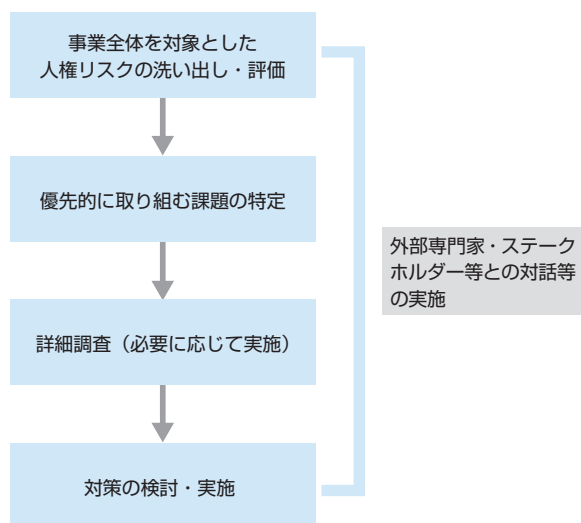 事業全体を対象とした
人権リスクの洗い出し・評価
優先的に取り組む課題の特定
外部専門家・ステーク
ホルダー等との対話等
の実施
詳細調査（必要に応じて実施）
対策の検討・実施